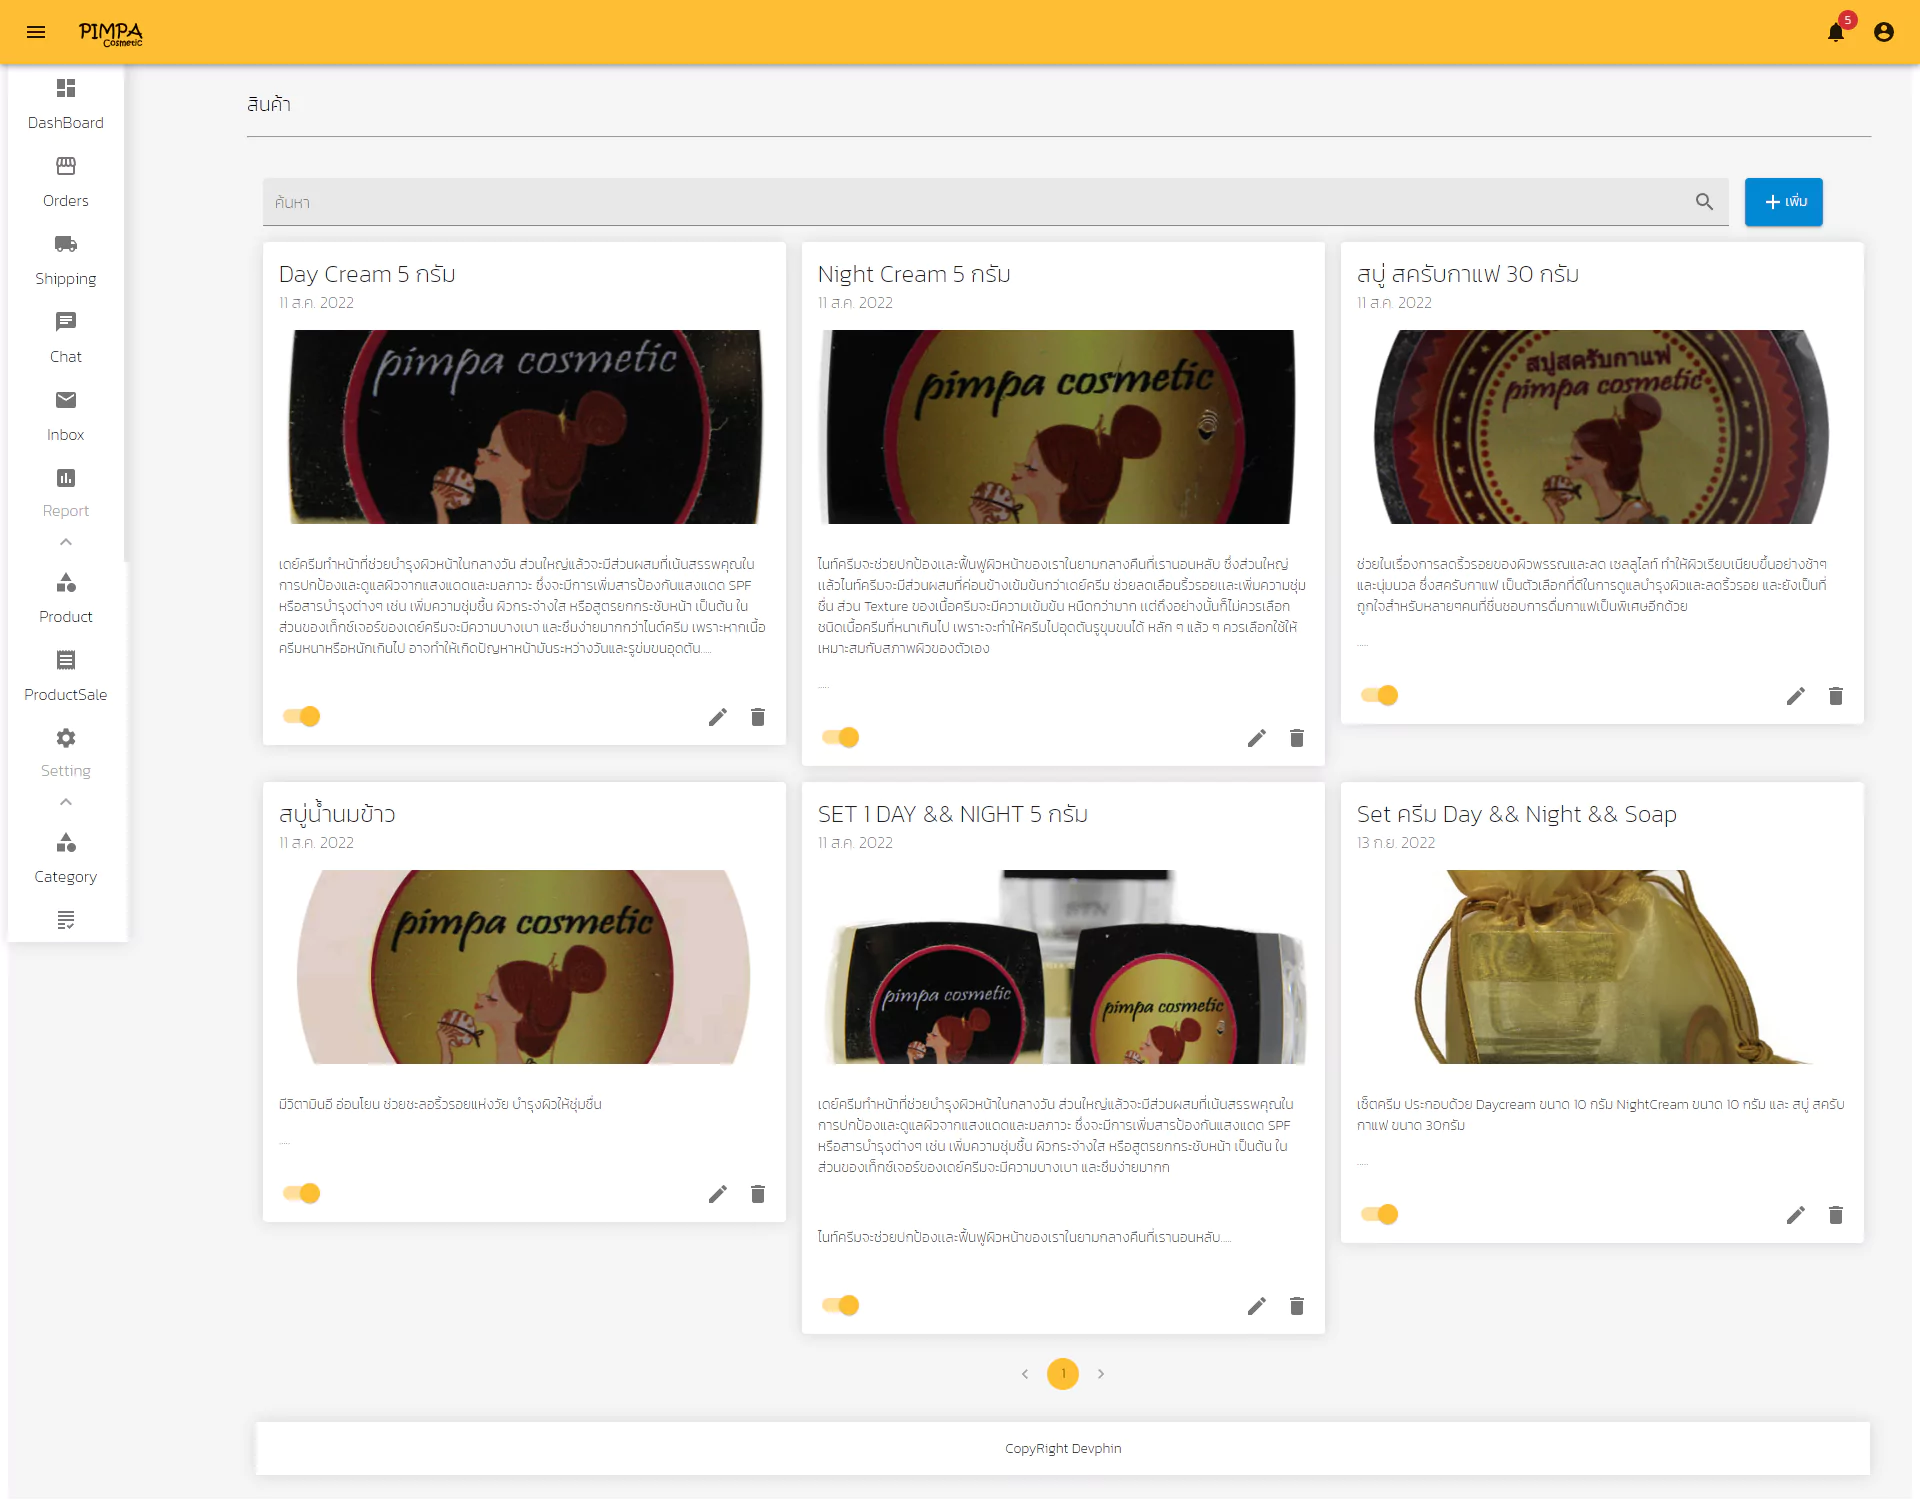 PIMPA
Cosmetic
5
DashBoard
Orders
Shipping
Chat
Inbox
Report
Product
ProductSale
Setting
Category
สินค้า
ค้นหา
เพิ่ม
Day Cream 5 กรัม
11 ส.ค. 2022
pimpa cosmetic
เดย์ครีมทำหน้าที่ช่วยบำรุงผิวหน้าในกลางวัน ส่วนใหญ่แล้วจะมีส่วนผสมที่เน้นสรรพคุณใน
การปกป้องและดูแลผิวจากแสงแดดและมลภาวะ ซึ่งจะมีการเพิ่มสารป้องกันแสงแดด SPF
หรือสารบำรุงต่างๆ เช่น เพิ่มความชุ่มชื้น ผิวกระจ่างใส หรือสูตรยกกระชับหน้า เป็นต้น ใน
ส่วนของเท็กซ์เจอร์ของเดย์ครีมจะมีความบางเบา และซึมง่ายมากกว่าไนต์ครีม เพราะหากเนื้อ
ครีมหนาหรือหนักเกินไป อาจทำให้เกิดปัญหาหน้ามันระหว่างวันและรูขุมขนอุดตัน.....
Night Cream 5 กรัม
11 ส.ค. 2022
pimpa cosmetic
ไนท์ครีมจะช่วยปกป้องและฟื้นฟูผิวหน้าของเราในยามกลางคืนที่เรานอนหลับ ซึ่งส่วนใหญ่
แล้วไนท์ครีมจะมีส่วนผสมที่ค่อนข้างเข้มข้นกว่าเดย์ครีม ช่วยลดเลือนริ้วรอยและเพิ่มความชุ่ม
ชื่น ส่วน Texture ของเนื้อครีมจะมีความเข้มข้น หนืดกว่ามาก แต่ถึงอย่างนั้นก็ไม่ควรเลือก
ชนิดเนื้อครีมที่หนาเกินไป เพราะจะทำให้ครีมไปอุดตันรูขุมขนได้ หลัก ๆ แล้ว ๆ ควรเลือกใช้ให้
เหมาะสมกับสภาพผิวของตัวเอง
.....
สบู่ สครับกาแฟ 30 กรัม
11 ส.ค. 2022
สบู่สครับกาแฟ
pimpa cosmetic
ช่วยในเรื่องการลดริ้วรอยของผิวพรรณและลด เซลลูไลท์ ทำให้ผิวเรียบเนียนขึ้นอย่างช้าๆ
และนุ่มนวล ซึ่งสครับกาแฟ เป็นตัวเลือกที่ดีในการดูแลบำรุงผิวและลดริ้วรอย และยังเป็นที่
ถูกใจสำหรับหลายๆคนที่ชื่นชอบการดื่มกาแฟเป็นพิเศษอีกด้วย
.....
สบู่น้ำนมข้าว
11 ส.ค. 2022
pimpa cosmetic
มีวิตามินอี อ่อนโยน ช่วยชะลอริ้วรอยแห่งวัย บำรุงผิวให้ชุ่มชื่น
.....
SET 1 DAY && NIGHT 5 กรัม
11 ส.ค. 2022
pimpa cosmetic
pimpa cosmetic
เดย์ครีมทำหน้าที่ช่วยบำรุงผิวหน้าในกลางวัน ส่วนใหญ่แล้วจะมีส่วนผสมที่เน้นสรรพคุณใน
การปกป้องและดูแลผิวจากแสงแดดและมลภาวะ ซึ่งจะมีการเพิ่มสารป้องกันแสงแดด SPF
หรือสารบำรุงต่างๆ เช่น เพิ่มความชุ่มชื้น ผิวกระจ่างใส หรือสูตรยกกระชับหน้า เป็นต้น ใน
ส่วนของเท็กซ์เจอร์ของเดย์ครีมจะมีความบางเบา และซึมง่ายมากก
ไนท์ครีมจะช่วยปกป้องและฟื้นฟูผิวหน้าของเราในยามกลางคืนที่เรานอนหลับ.....
Set ครีม Day && Night && Soap
13 ก.ย. 2022
เซ็ตครีม ประกอบด้วย Daycream ขนาด 10 กรัม NightCream ขนาด 10 กรัม และ สบู่ สครับ
กาแฟ ขนาด 30กรัม
.....
1
CopyRight Devphin